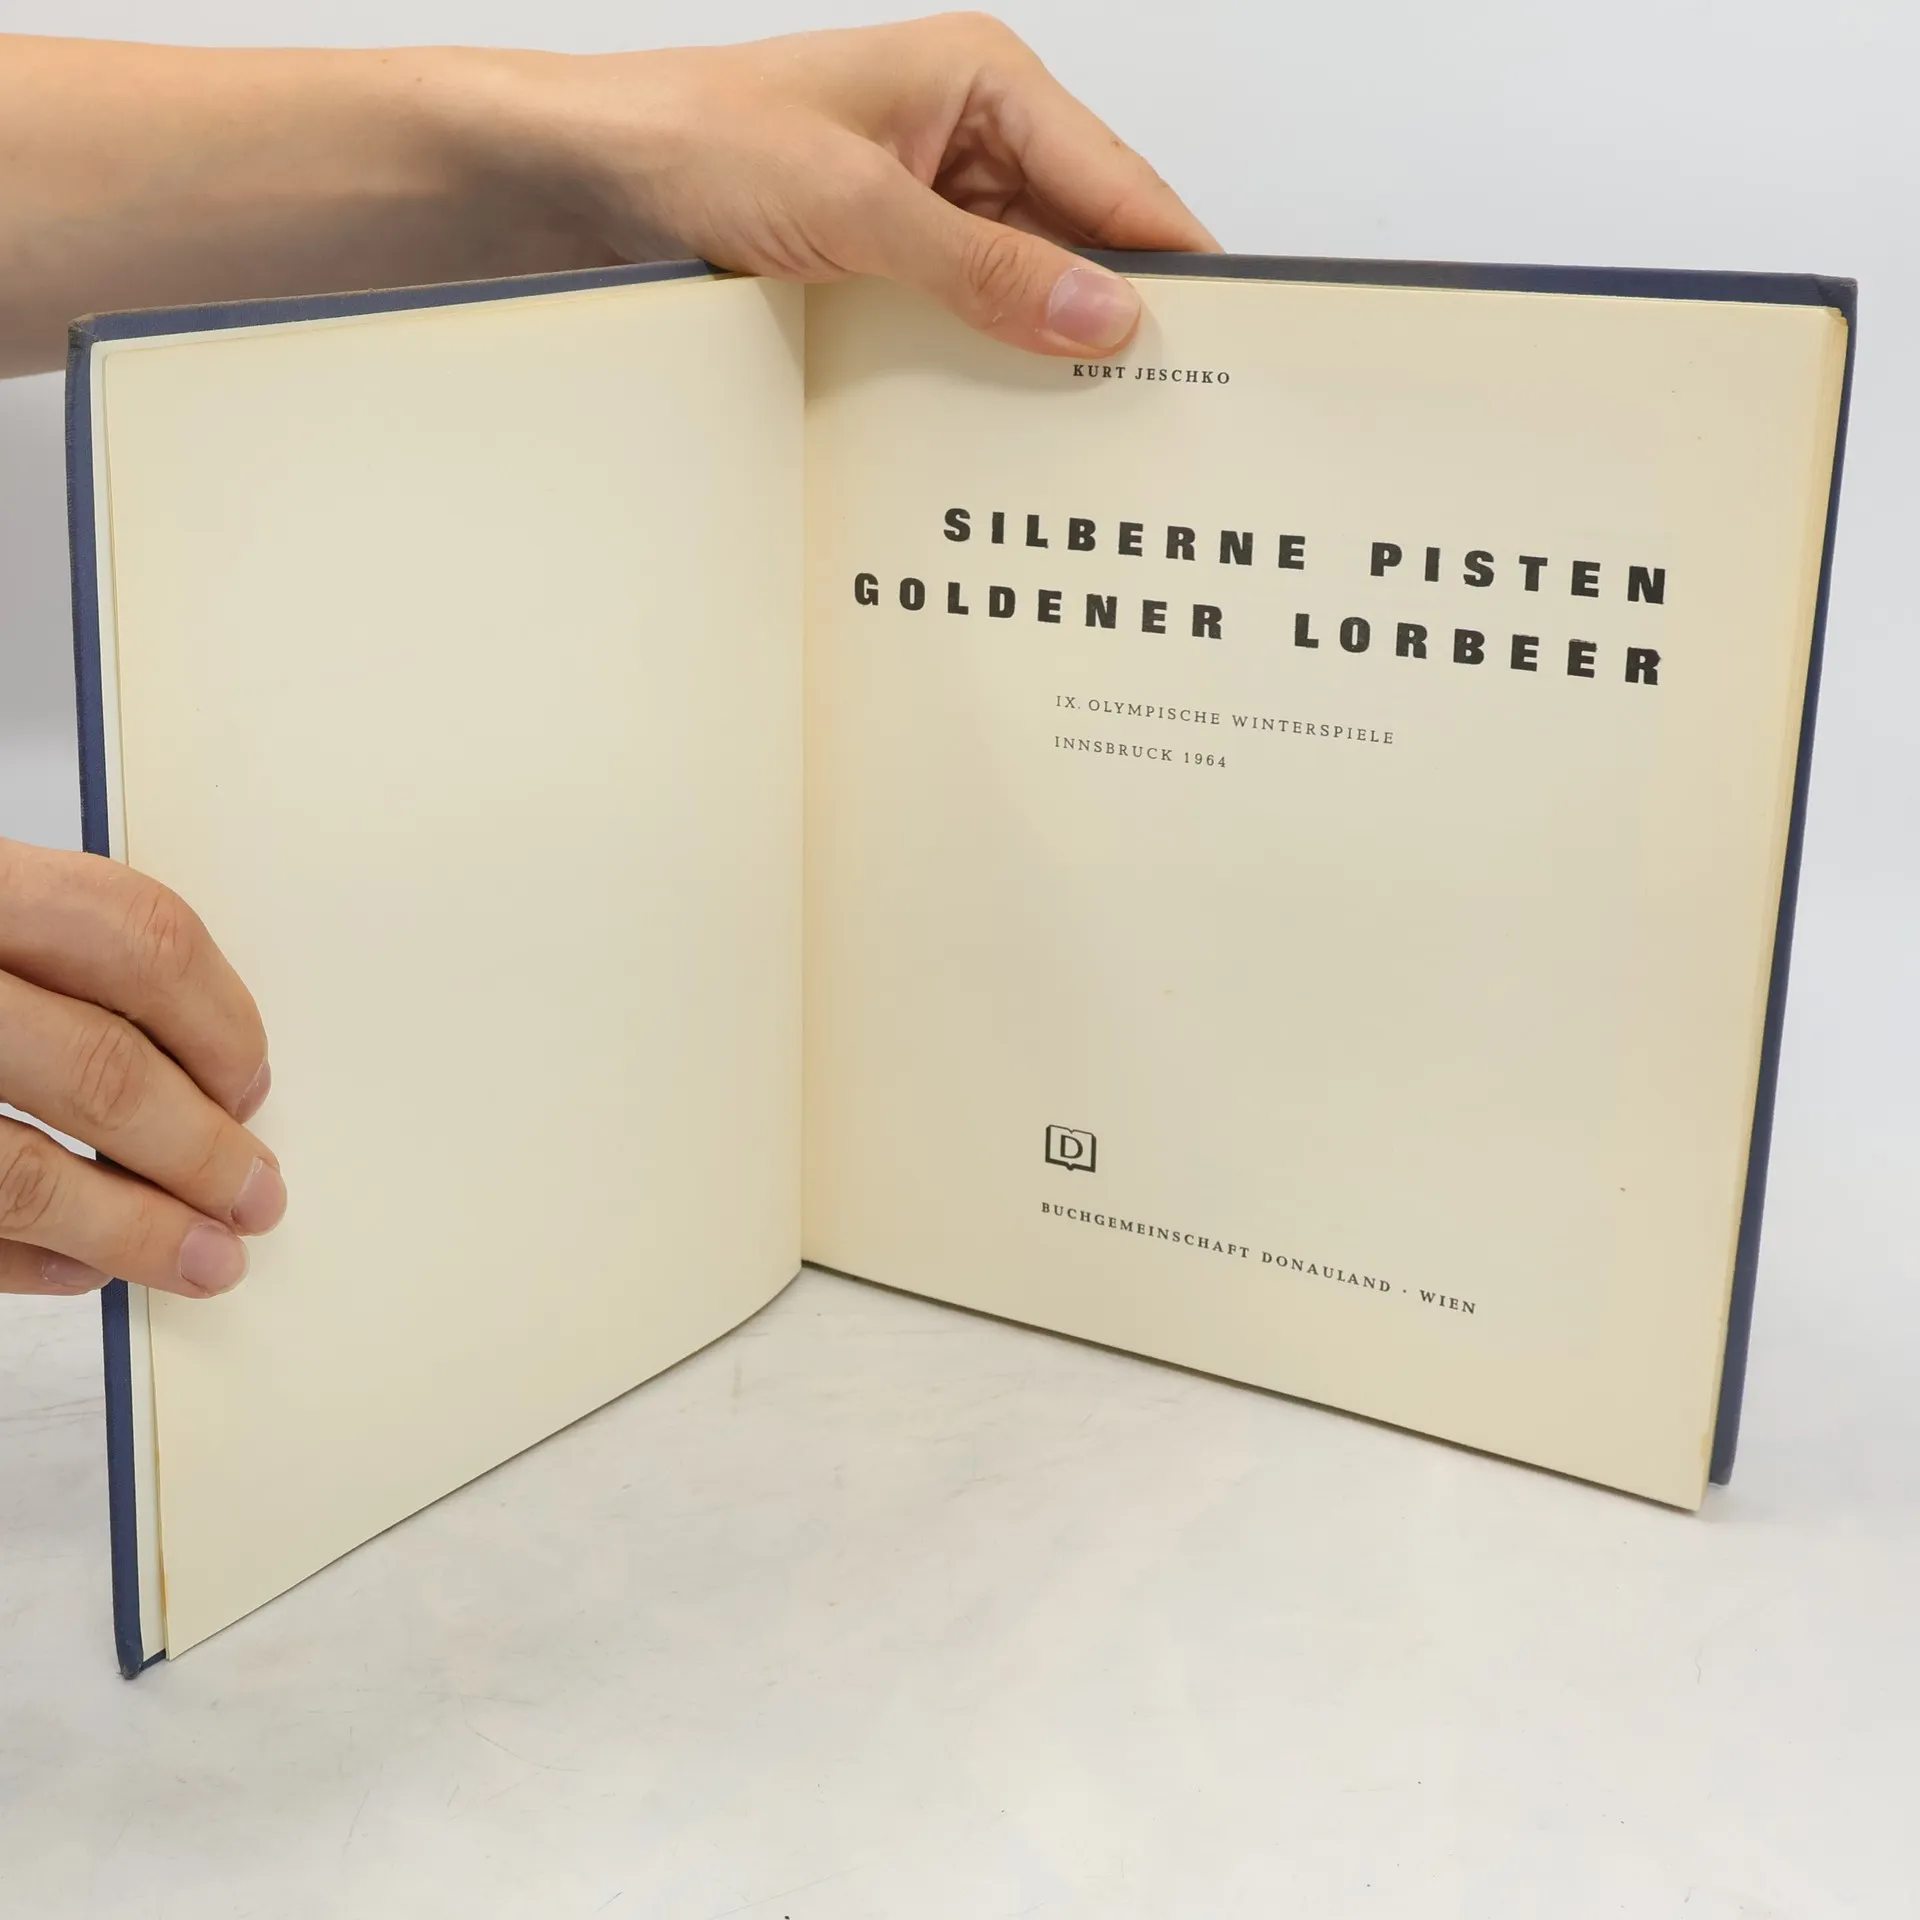 KURT JESCHKO
SILBERNE PISTEN
GOLDENER LORBEER
IX. OLYMPISCHE WINTERSPIELE
INNSBRUCK 1964
D
BUCHGEMEINSCHAFT DONAULAND · WIEN